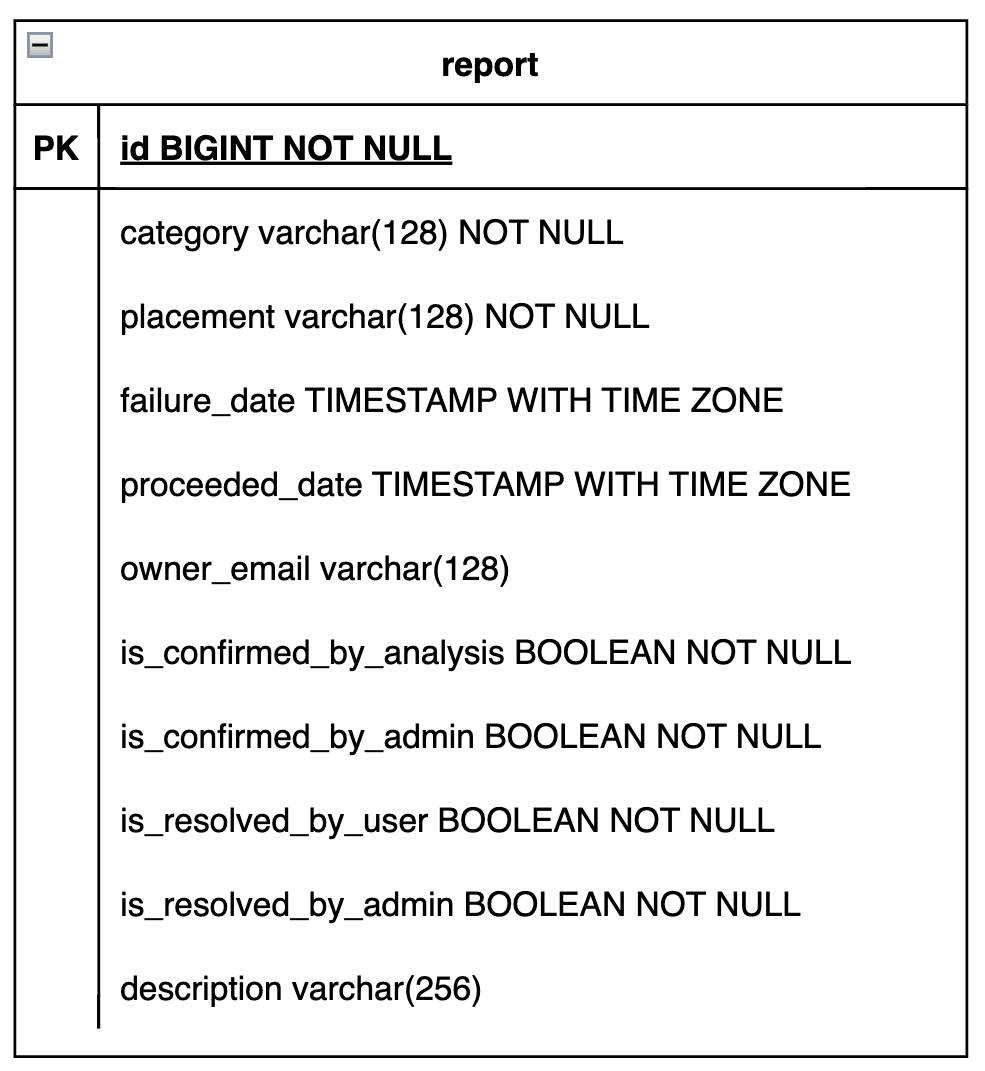 report
PK id BIGINT NOT NULL
category varchar(128) NOT NULL
placement varchar(128) NOT NULL
failure_date TIMESTAMP WITH TIME ZONE
proceeded_date TIMESTAMP WITH TIME ZONE
owner_email varchar(128)
is_confirmed_by_analysis BOOLEAN NOT NULL
is_confirmed_by_admin BOOLEAN NOT NULL
is_resolved_by_user BOOLEAN NOT NULL
is_resolved_by_admin BOOLEAN NOT NULL
description varchar(256)